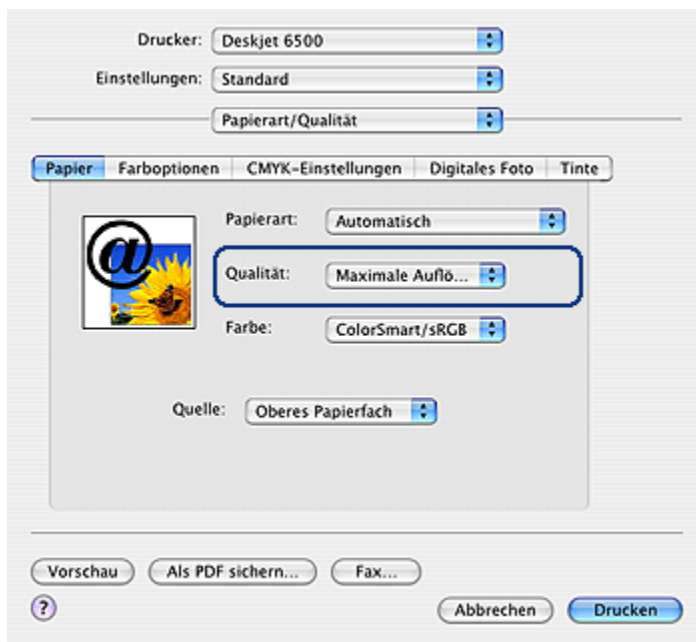 Drucker: Deskjet 6500
Einstellungen: Standard
Papierart/Qualität
Papier Farboptionen CMYK-Einstellungen Digitales Foto Tinte
@
Papierart: Automatisch
Qualität: Maximale Auflö...
Farbe: ColorSmart/sRGB
Quelle: Oberes Papierfach
Vorschau Als PDF sichern... Fax...
? Abbrechen Drucken